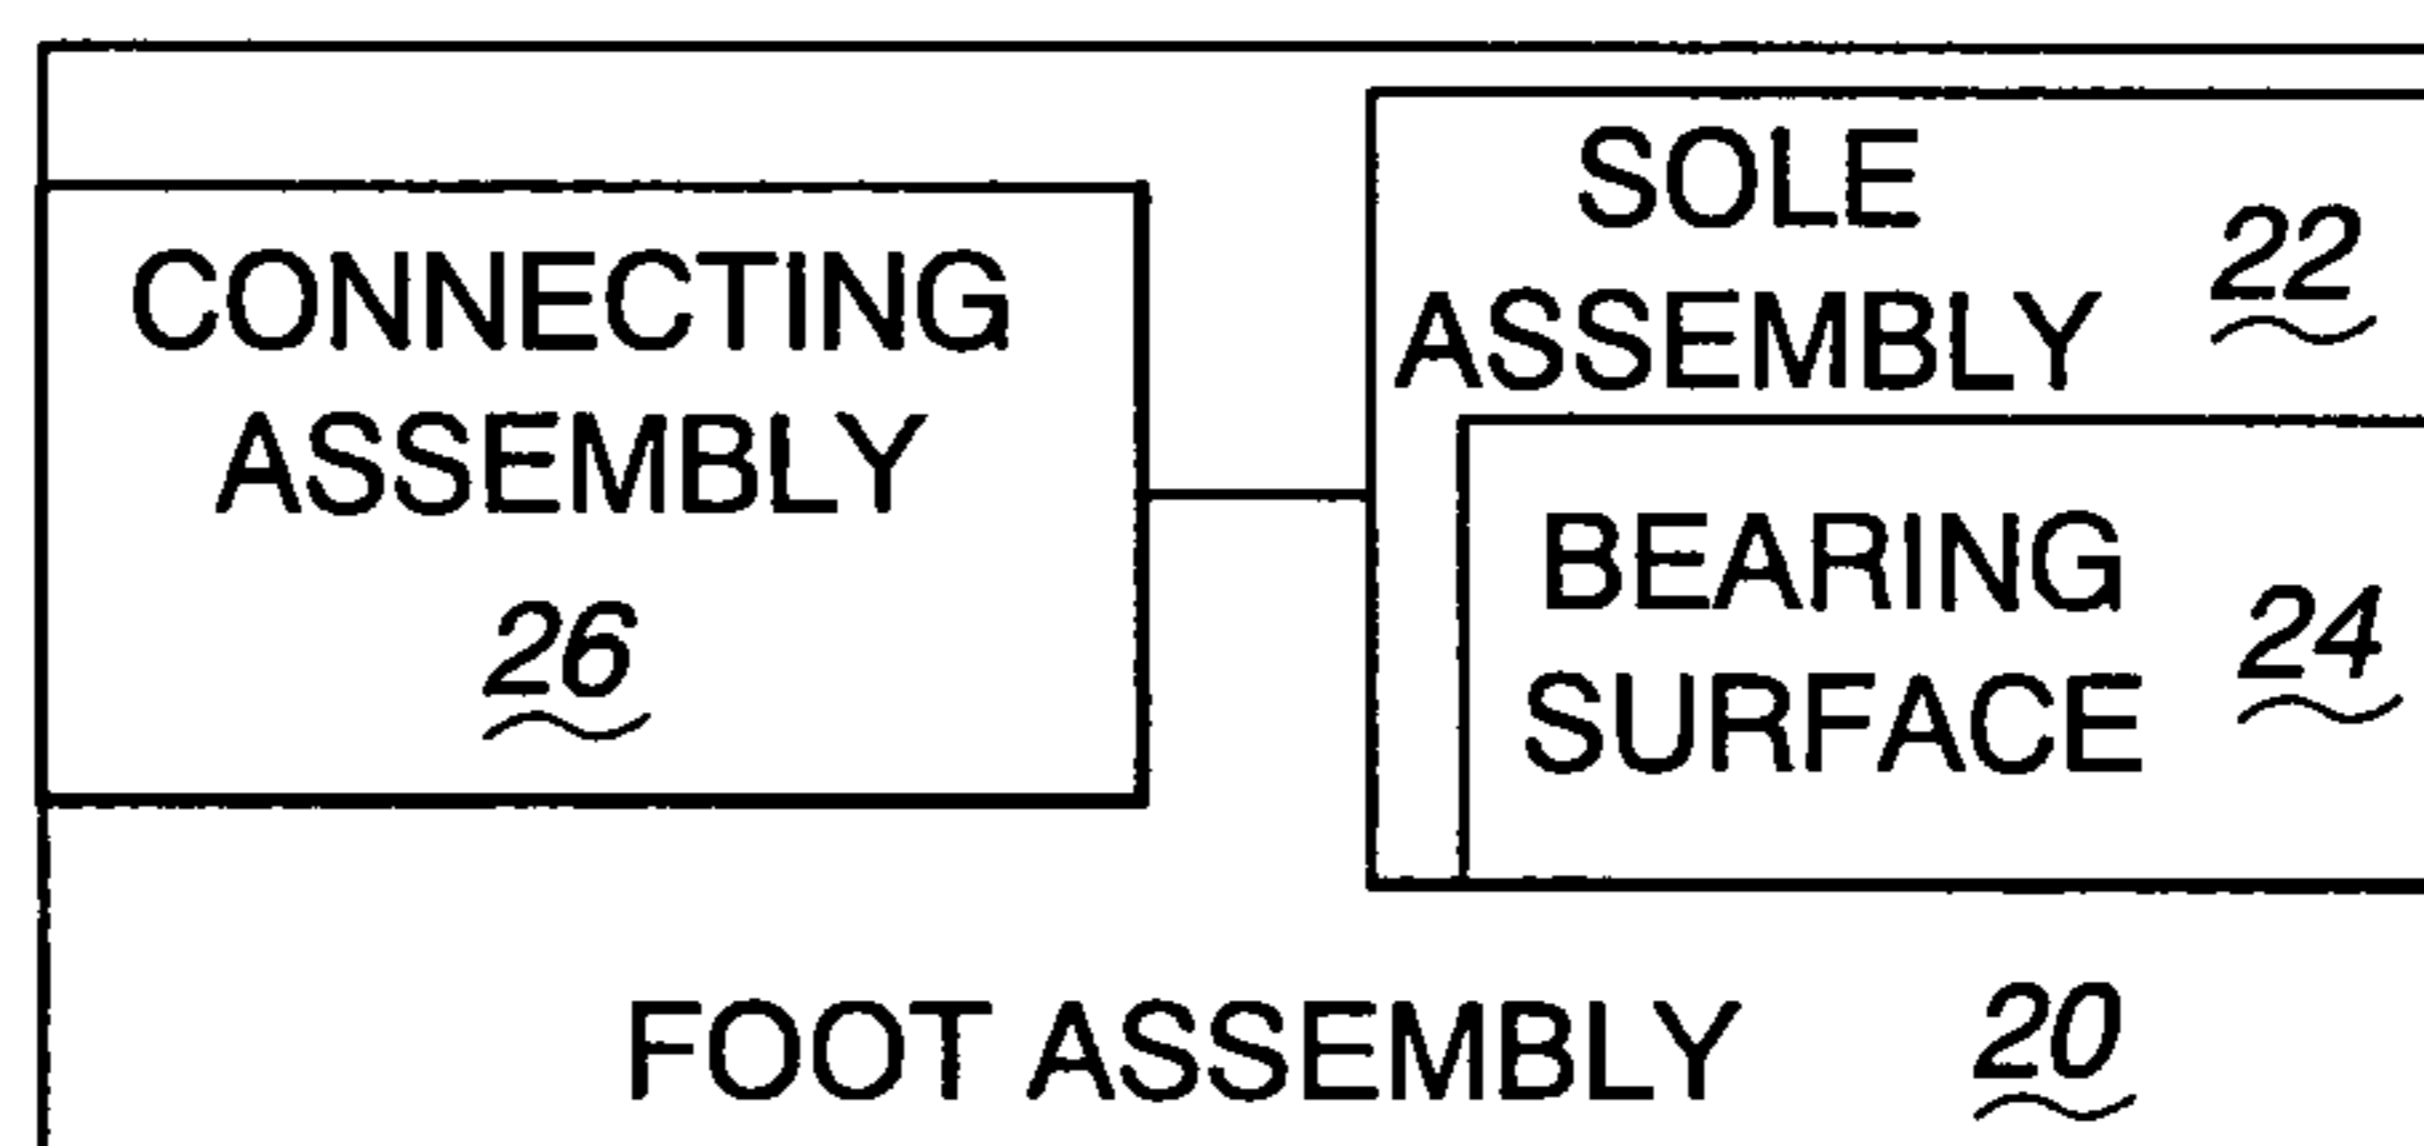 CONNECTING
ASSEMBLY
26
SOLE
ASSEMBLY 22
BEARING
SURFACE 24
FOOT ASSEMBLY 20